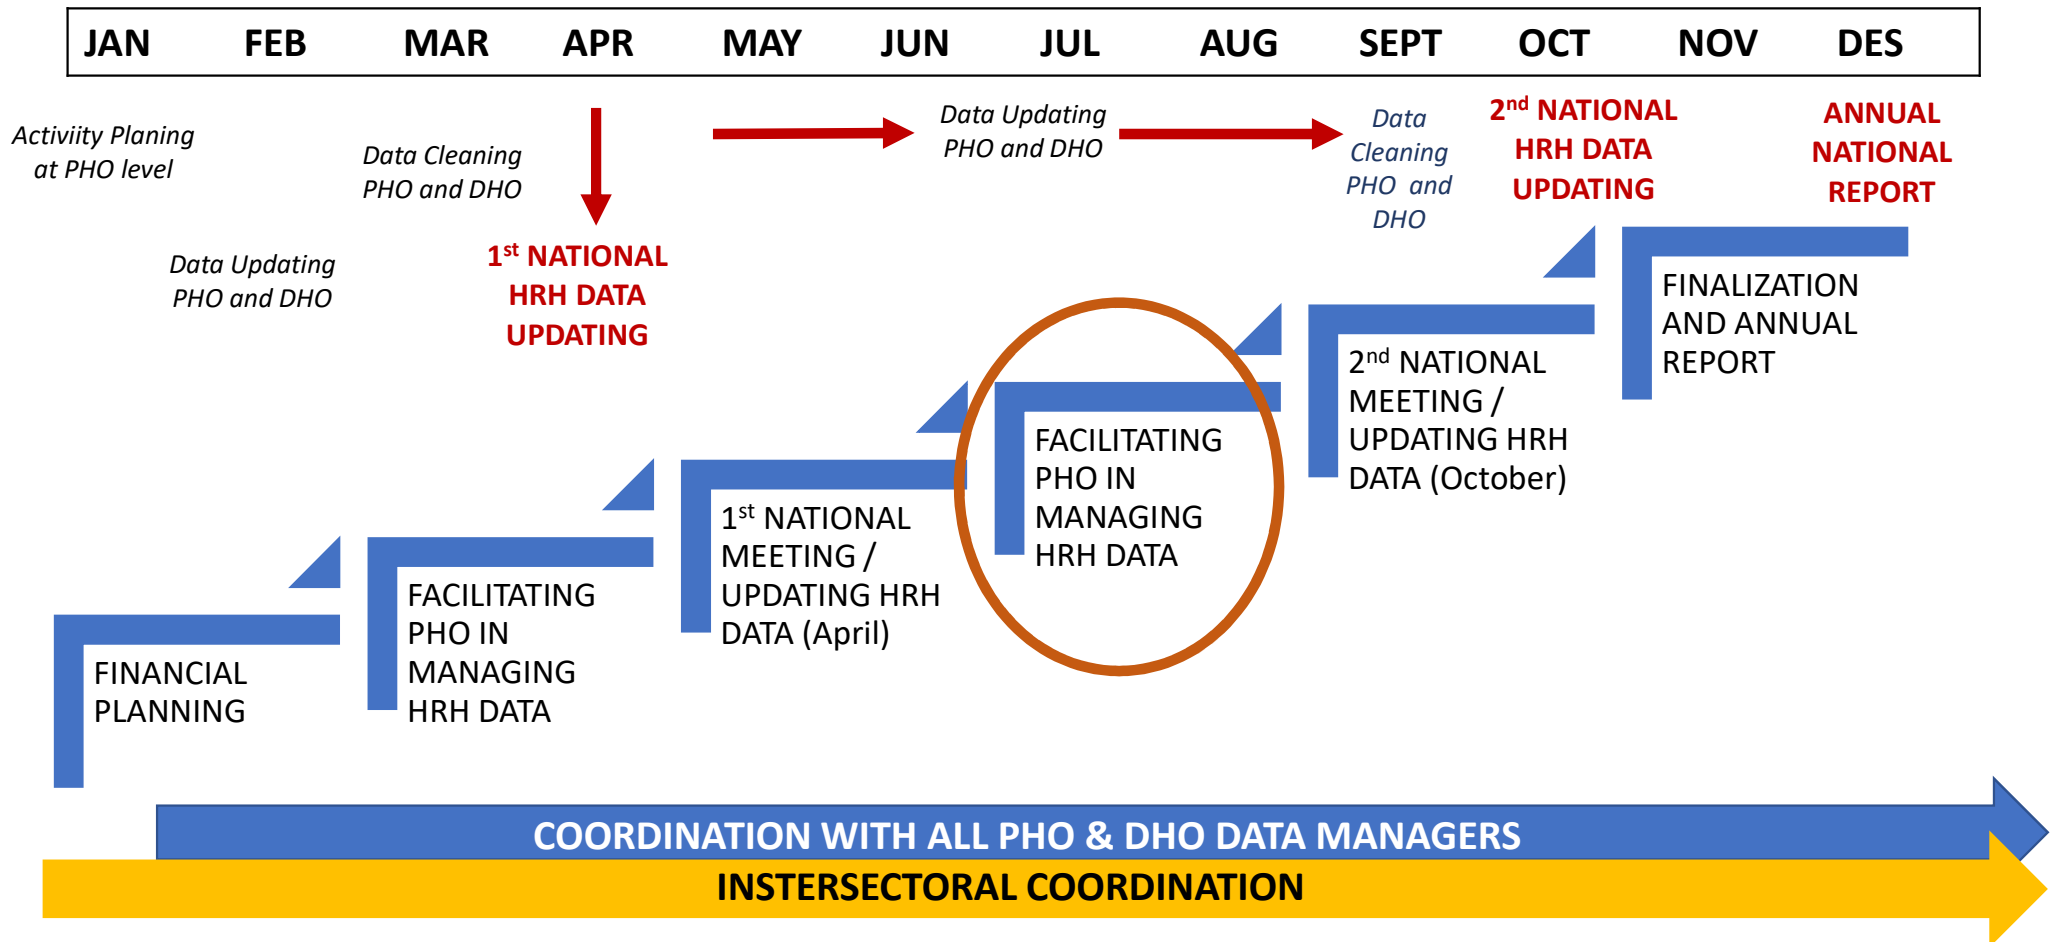 JAN FEB MAR APR MAY JUN JUL AUG SEPT OCT NOV DES
Activiity Planing
at PHO level
Data Updating
PHO and DHO
Data Cleaning
PHO and DHO
1st NATIONAL
HRH DATA
UPDATING
Data Updating
PHO and DHO
Data
Cleaning
PHO and
DHO
2nd NATIONAL
HRH DATA
UPDATING
ANNUAL
NATIONAL
REPORT
FINANCIAL
PLANNING
FACILITATING
PHO IN
MANAGING
HRH DATA
1st NATIONAL
MEETING /
UPDATING HRH
DATA (April)
FACILITATING
PHO IN
MANAGING
HRH DATA
2nd NATIONAL
MEETING /
UPDATING HRH
DATA (October)
FINALIZATION
AND ANNUAL
REPORT
COORDINATION WITH ALL PHO & DHO DATA MANAGERS
INSTERSECTORAL COORDINATION